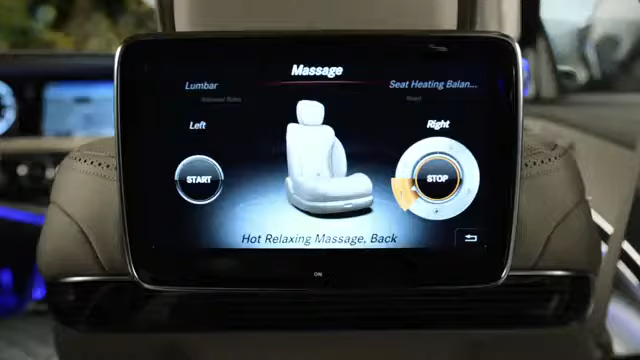 Massage
Lumbar
Seat Heating Balan...
Left
Right
START
STOP
Hot Relaxing Massage, Back
ON